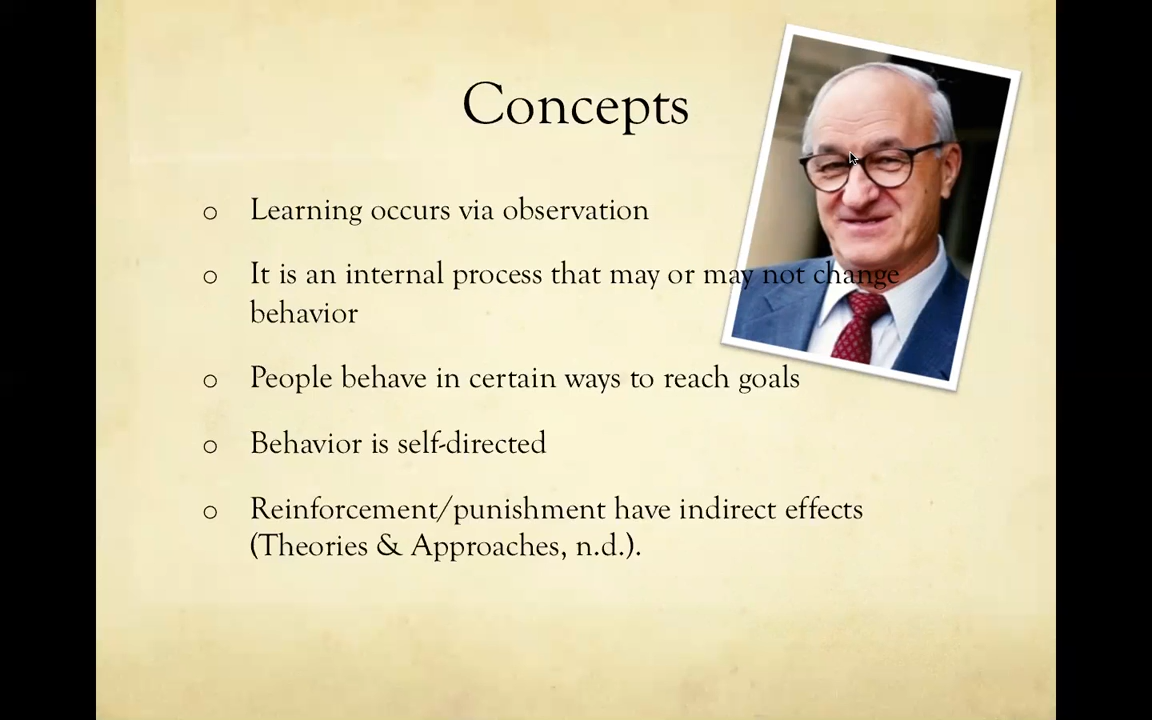 Concepts
Learning occurs via observation
It is an internal process that may or may not change
behavior
People behave in certain ways to reach goals
Behavior is self-directed
Reinforcement/punishment have indirect effects
(Theories & Approaches, n.d.).